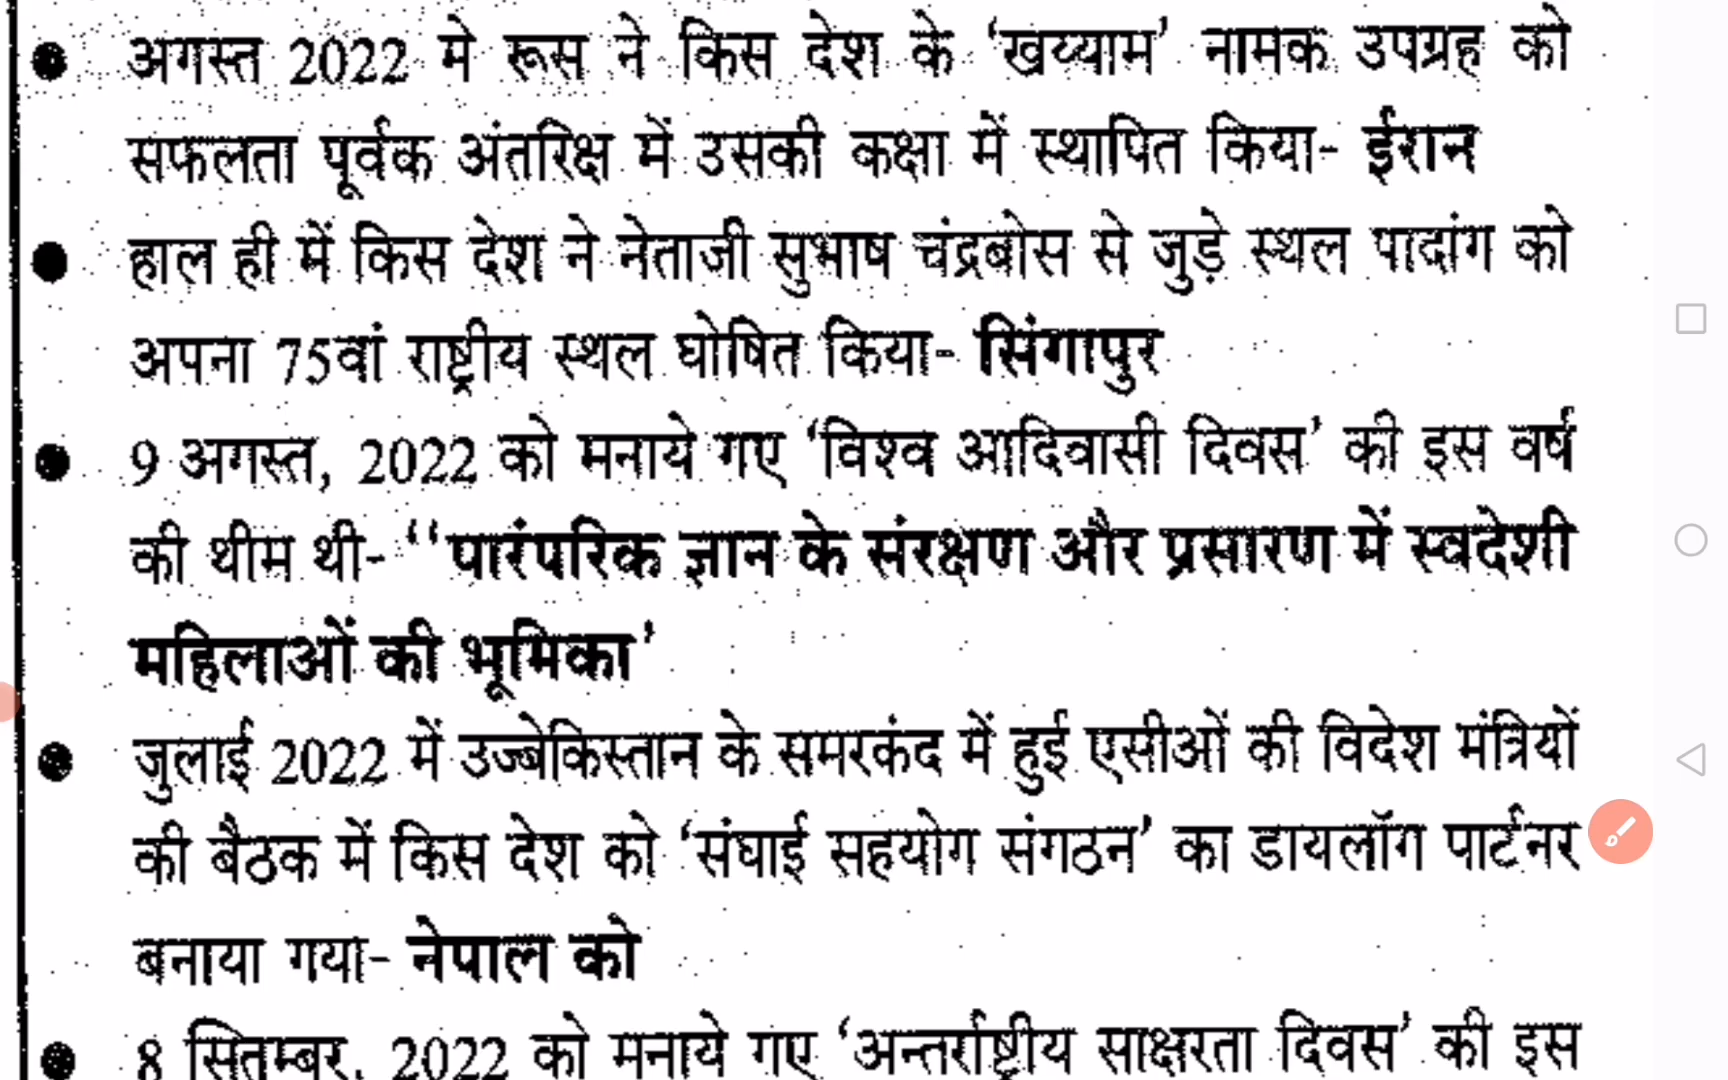 ● अगस्त 2022 मे रूस ने किस देश के ‘खय्याम’ नामक उपग्रह को
सफलता पूर्वक अंतरिक्ष में उसकी कक्षा में स्थापित किया- ईरान
● हाल ही में किस देश ने नेताजी सुभाष चंद्रबोस से जुड़े स्थल पादांग को
अपना 75वां राष्ट्रीय स्थल घोषित किया- सिंगापुर
● 9 अगस्त, 2022 को मनाये गए ‘विश्व आदिवासी दिवस’ की इस वर्ष
की थीम थी- ‘‘पारंपरिक ज्ञान के संरक्षण और प्रसारण में स्वदेशी
महिलाओं की भूमिका’
● जुलाई 2022 में उज्बेकिस्तान के समरकंद में हुई एसीओं की विदेश मंत्रियों
की बैठक में किस देश को ‘संघाई सहयोग संगठन’ का डायलॉग पार्टनर
बनाया गया- नेपाल को
● 8 सितम्बर, 2022 को मनाये गए ‘अन्तर्राष्ट्रीय साक्षरता दिवस’ की इस